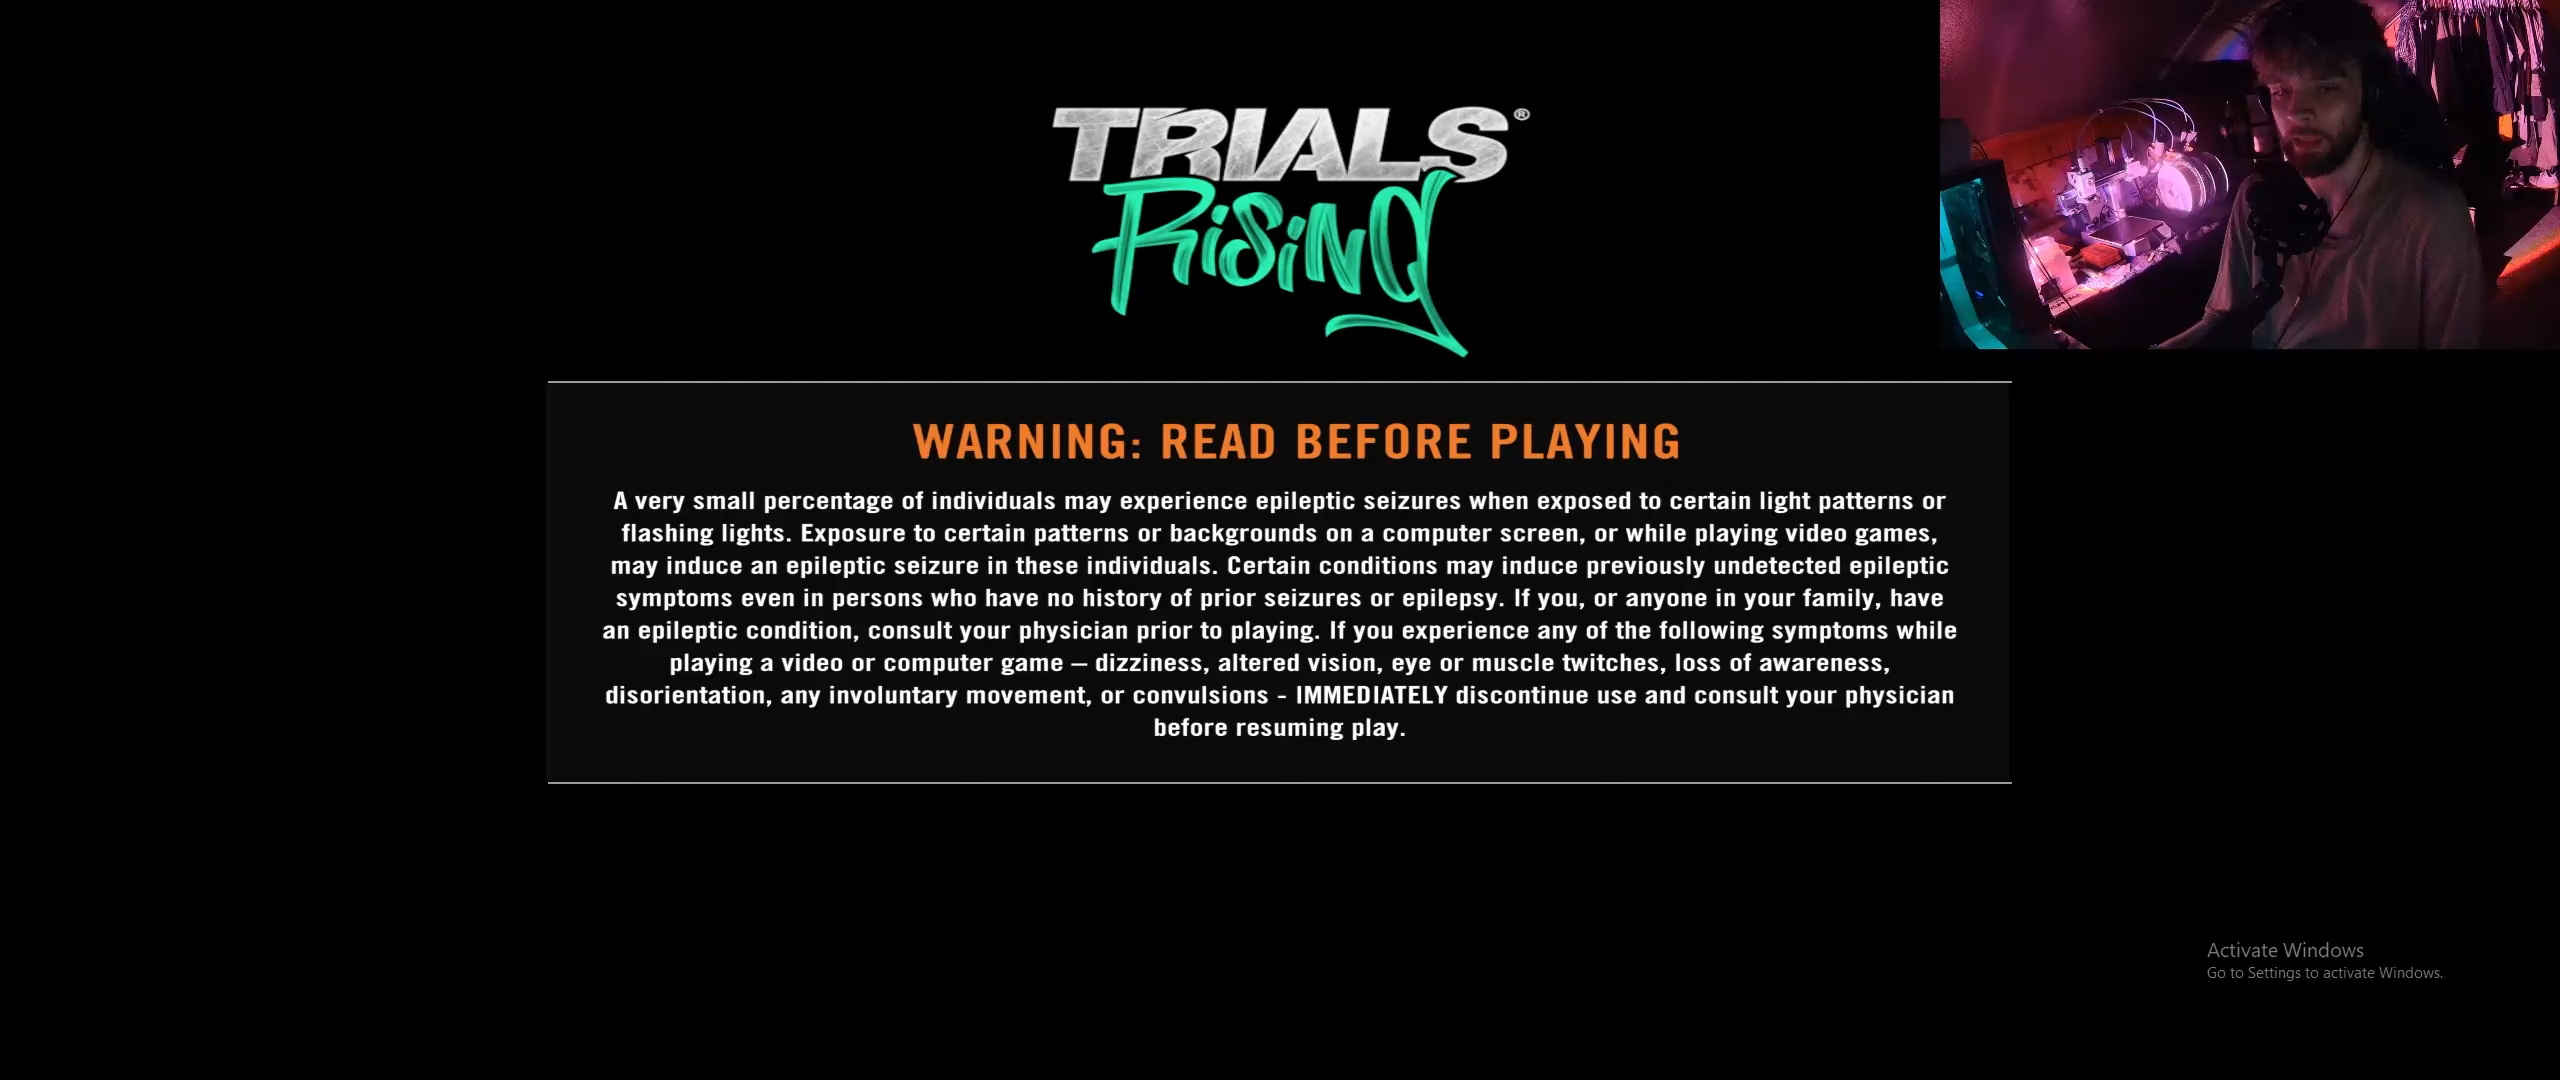 TRIALS®
Rising
WARNING: READ BEFORE PLAYING
A very small percentage of individuals may experience epileptic seizures when exposed to certain light patterns or
flashing lights. Exposure to certain patterns or backgrounds on a computer screen, or while playing video games,
may induce an epileptic seizure in these individuals. Certain conditions may induce previously undetected epileptic
symptoms even in persons who have no history of prior seizures or epilepsy. If you, or anyone in your family, have
an epileptic condition, consult your physician prior to playing. If you experience any of the following symptoms while
playing a video or computer game — dizziness, altered vision, eye or muscle twitches, loss of awareness,
disorientation, any involuntary movement, or convulsions - IMMEDIATELY discontinue use and consult your physician
before resuming play.
Activate Windows
Go to Settings to activate Windows.